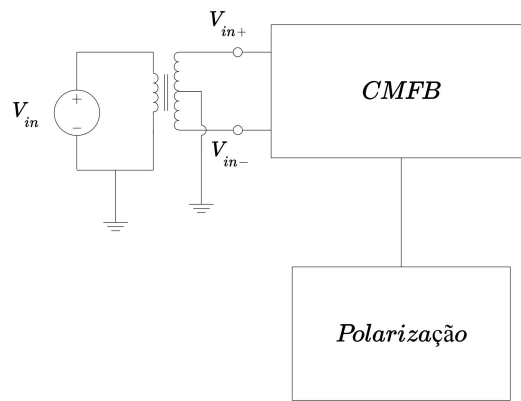 V_{in+}
CMFB
V_{in}
V_{in−}
Polarização